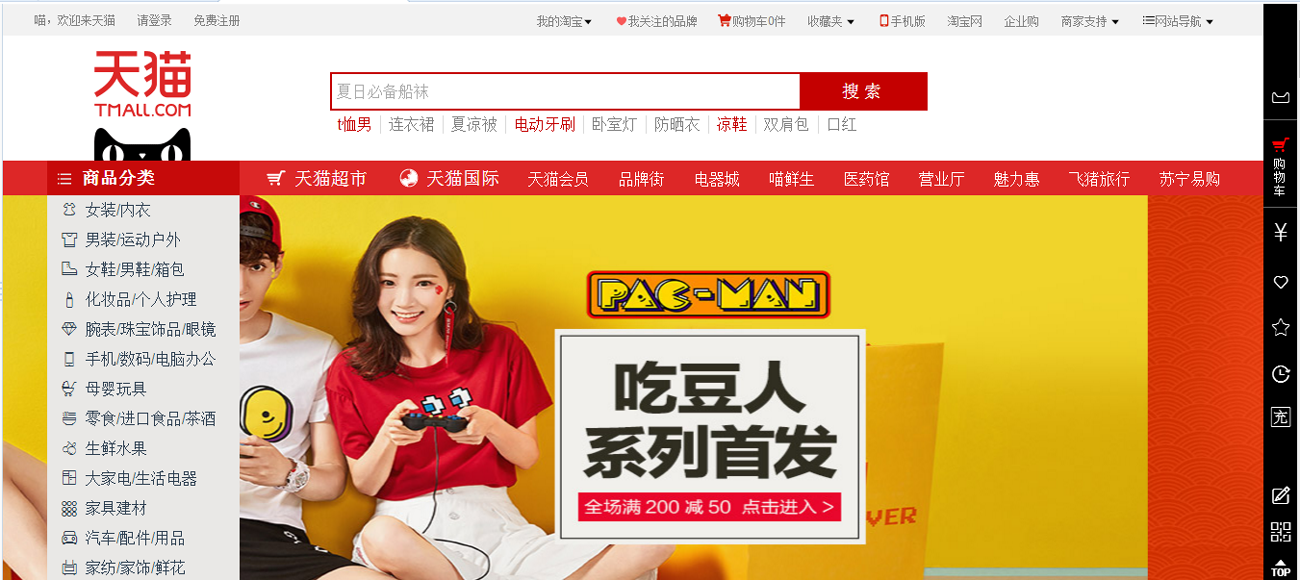 喵，欢迎来天猫 请登录 免费注册 我的淘宝 我关注的品牌 购物车0件 收藏夹 手机版 淘宝网 企业购 商家支持 网站导航
天猫
TMALL.COM
夏日必备船袜 搜 索
t恤男 连衣裙 夏凉被 电动牙刷 卧室灯 防晒衣 凉鞋 双肩包 口红
商品分类 天猫超市 天猫国际 天猫会员 品牌街 电器城 喵鲜生 医药馆 营业厅 魅力惠 飞猪旅行 苏宁易购
女装/内衣
男装/运动户外
女鞋/男鞋/箱包
化妆品/个人护理
腕表/珠宝饰品/眼镜
手机/数码/电脑办公
母婴玩具
零食/进口食品/茶酒
生鲜水果
大家电/生活电器
家具建材
汽车/配件/用品
家纺/家饰/鲜花
PAC-MAN
吃豆人
系列首发
全场满 200 减 50 点击进入 >
VER
购物车
¥
充
TOP